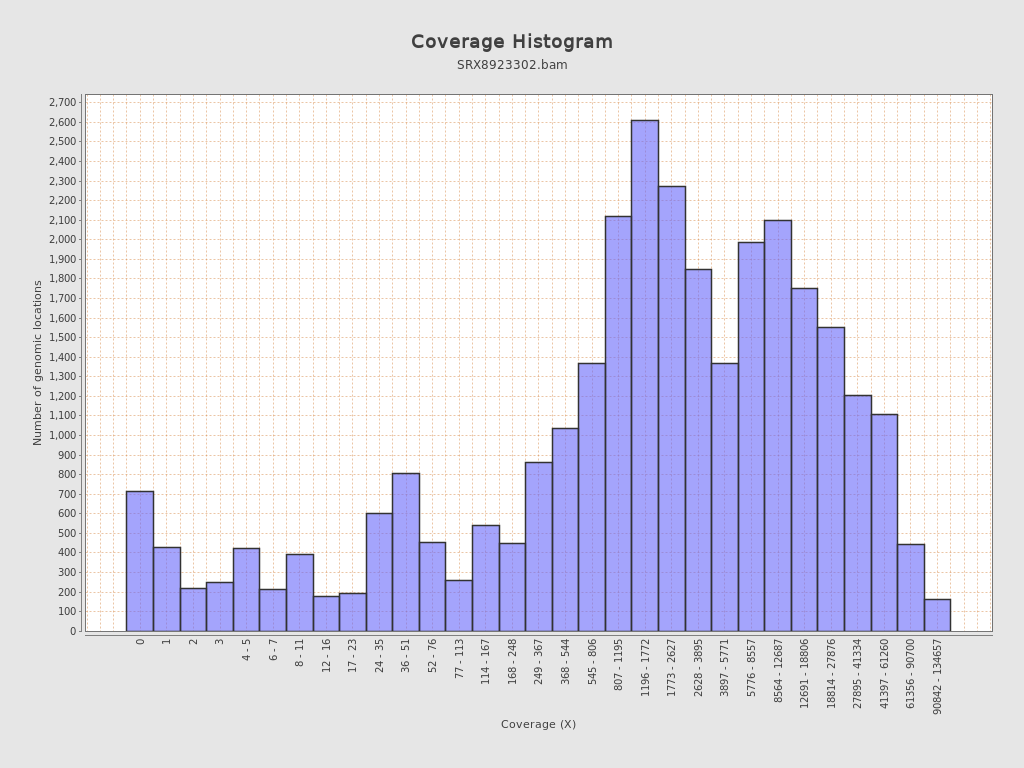 Coverage Histogram
SRX8923302.bam
Number of genomic locations
2,700
2,600
2,500
2,400
2,300
2,200
2,100
2,000
1,900
1,800
1,700
1,600
1,500
1,400
1,300
1,200
1,100
1,000
900
800
700
600
500
400
300
200
100
0
0
1
2
3
4 - 5
6 - 7
8 - 11
12 - 16
17 - 23
24 - 35
36 - 51
52 - 76
77 - 113
114 - 167
168 - 248
249 - 367
368 - 544
545 - 806
807 - 1195
1196 - 1772
1773 - 2627
2628 - 3895
3897 - 5771
5776 - 8557
8564 - 12687
12691 - 18806
18814 - 27876
27895 - 41334
41397 - 61260
61356 - 90700
90842 - 134657
Coverage (X)